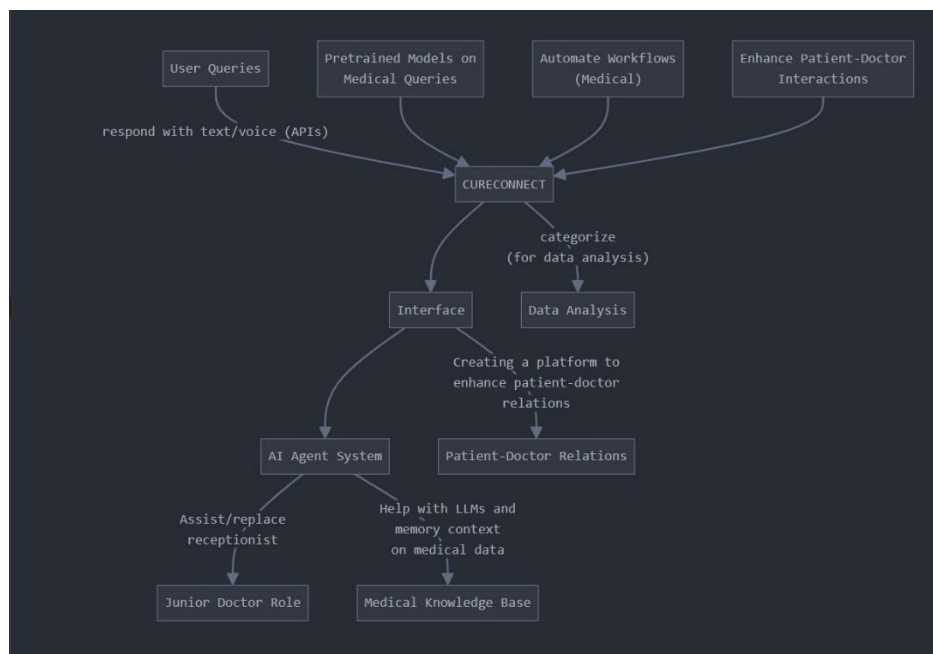 User Queries
Pretrained Models on
Medical Queries
Automate Workflows
(Medical)
Enhance Patient-Doctor
Interactions
respond with text/voice (APIs)
CURECONNECT
categorize
(for data analysis)
Interface
Data Analysis
Creating a platform to
enhance patient-doctor
relations
AI Agent System
Patient-Doctor Relations
Assist/replace
receptionist
Help with LLMs and
memory context
on medical data
Junior Doctor Role
Medical Knowledge Base